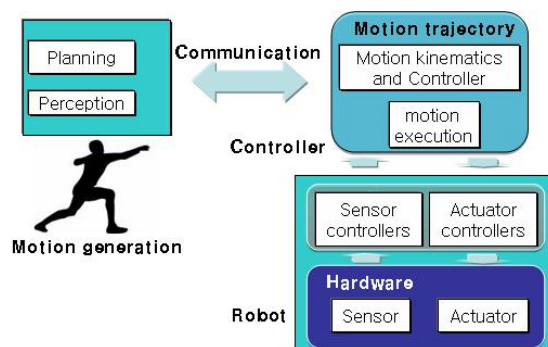 Planning
Perception
Motion generation
Communication
Motion trajectory
Motion kinematics
and Controller
motion
execution
Controller
Sensor
controllers
Actuator
controllers
Hardware
Sensor
Actuator
Robot